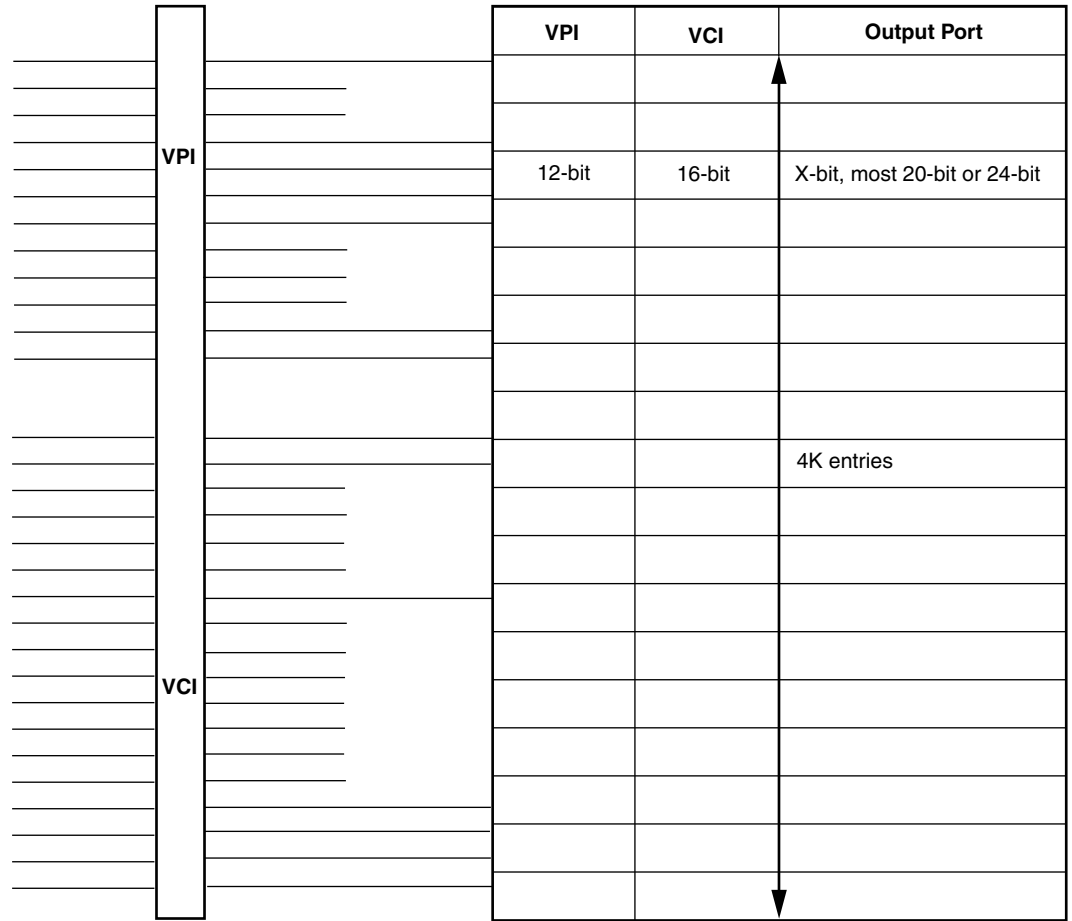 VPI VCI Output Port
VPI
12-bit 16-bit X-bit, most 20-bit or 24-bit
4K entries
VCI